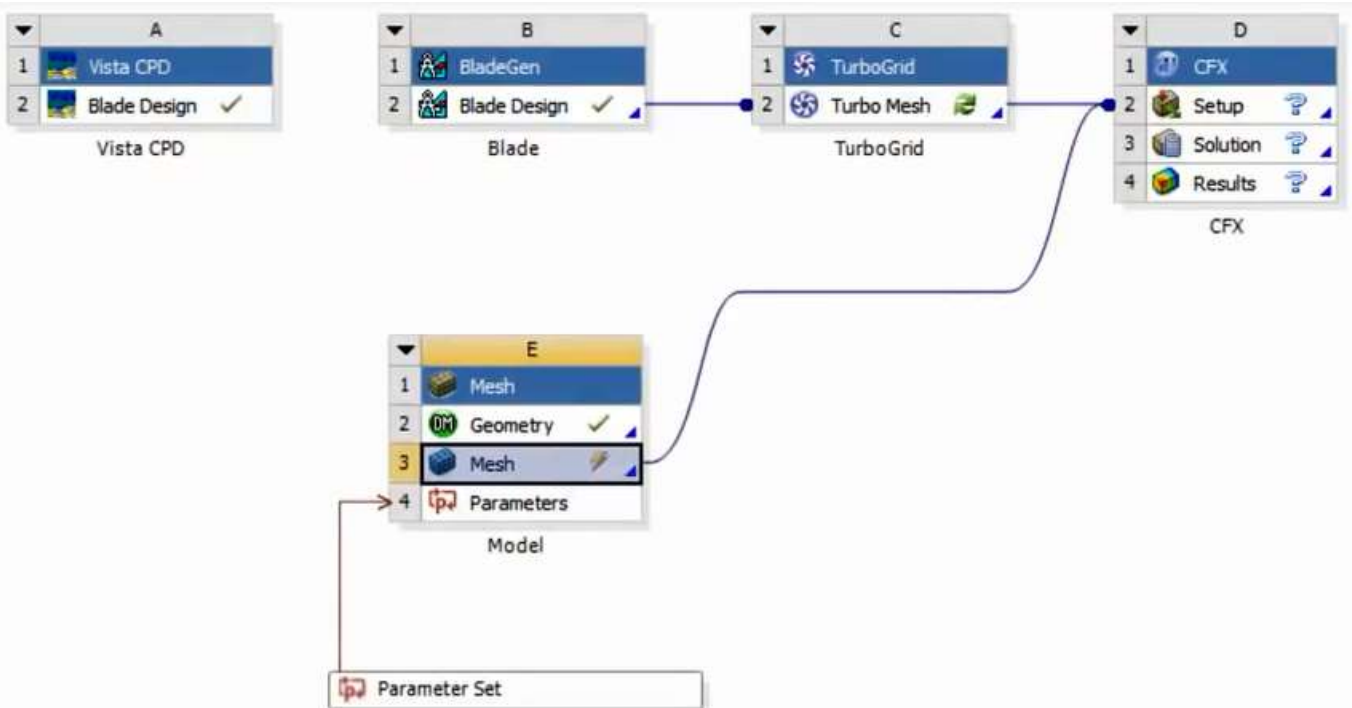 A
1 Vista CPD
2 Blade Design
Vista CPD
B
1 BladeGen
2 Blade Design
Blade
C
1 TurboGrid
2 Turbo Mesh
TurboGrid
D
1 CFX
2 Setup
3 Solution
4 Results
CFX
E
1 Mesh
2 DM Geometry
3 Mesh
4 Parameters
Model
Parameter Set